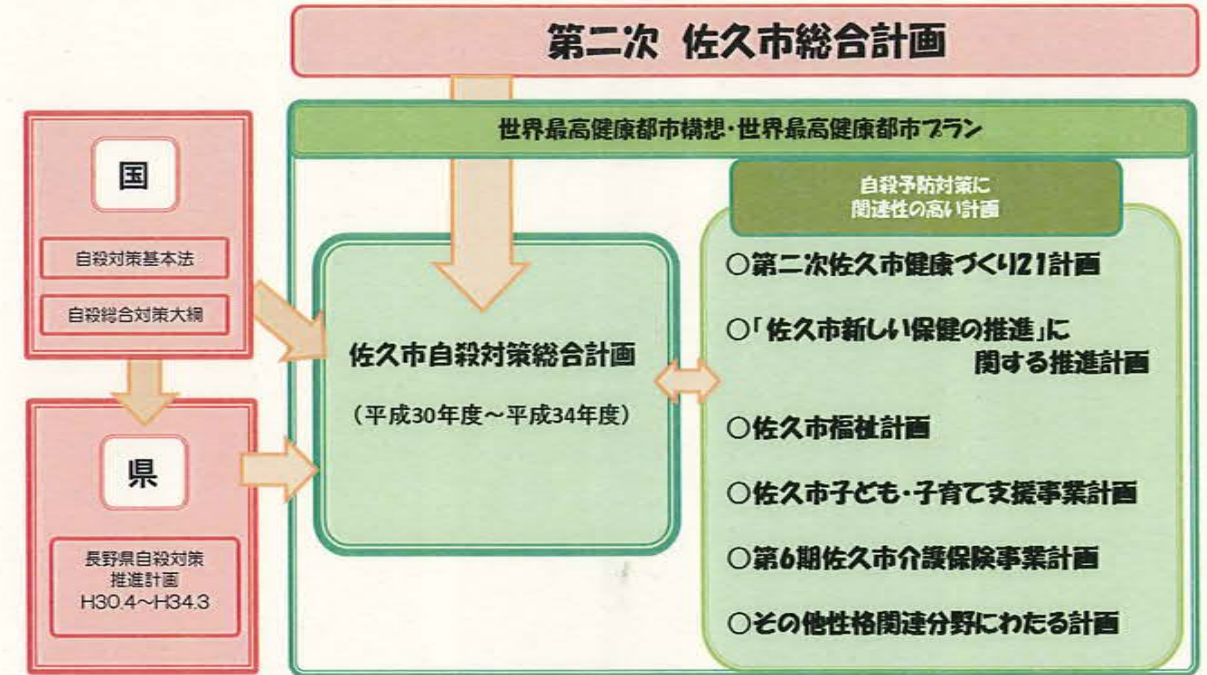 第二次 佐久市総合計画
世界最高健康都市構想・世界最高健康都市プラン
国
自殺対策基本法
自殺総合対策大綱
県
長野県自殺対策
推進計画
H30.4～H34.3
佐久市自殺対策総合計画
（平成30年度～平成34年度）
自殺予防対策に
関連性の高い計画
○第二次佐久市健康づくり21計画
○「佐久市新しい保健の推進」に
関する推進計画
○佐久市福祉計画
○佐久市子ども・子育て支援事業計画
○第6期佐久市介護保険事業計画
○その他性格関連分野にわたる計画